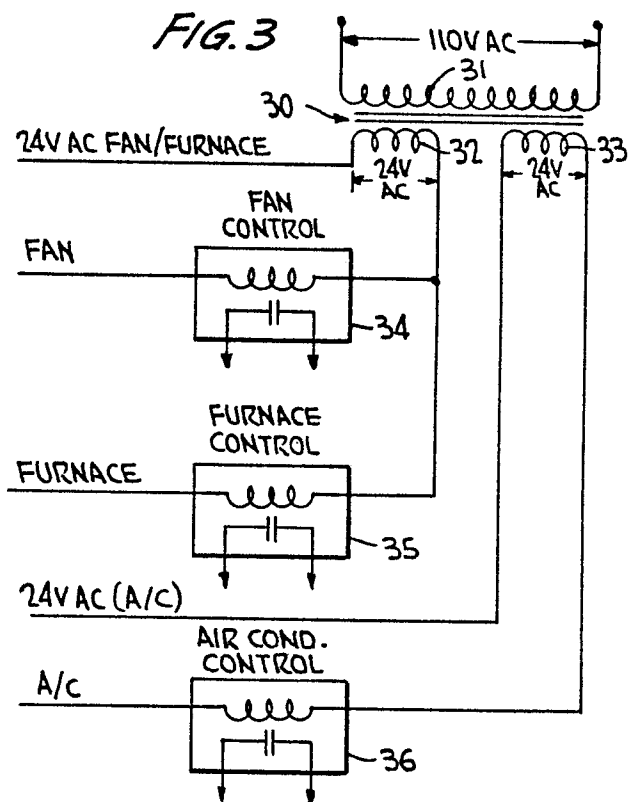 FIG. 3
110V AC
31
30
24V AC FAN/FURNACE
32
33
24V
AC
24V
AC
FAN
CONTROL
FAN
34
FURNACE
CONTROL
FURNACE
35
24V AC (A/C)
AIR COND.
CONTROL
A/C
36